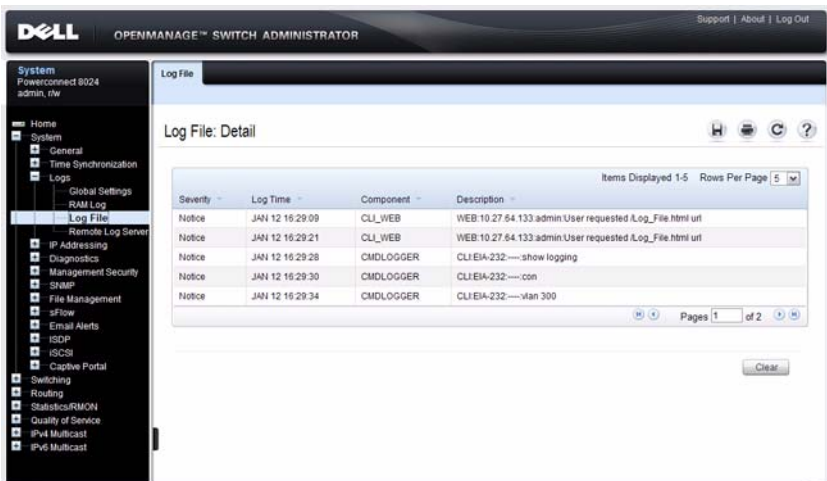 Support | About | Log Out
DELL OPENMANAGE™ SWITCH ADMINISTRATOR
System
Powerconnect 8024
admin, r/w
Home
System
General
Time Synchronization
Logs
Global Settings
RAM Log
Log File
Remote Log Server
IP Addressing
Diagnostics
Management Security
SNMP
File Management
sFlow
Email Alerts
ISDP
iSCSI
Captive Portal
Switching
Routing
Statistics/RMON
Quality of Service
IPv4 Multicast
IPv6 Multicast
Log File
Log File: Detail
Items Displayed 1-5 Rows Per Page 5
Severity Log Time Component Description
Notice JAN 12 16:29:09 CLI_WEB WEB:10.27.64.133:admin:User requested /Log_File.html url
Notice JAN 12 16:29:21 CLI_WEB WEB:10.27.64.133:admin:User requested /Log_File.html url
Notice JAN 12 16:29:28 CMDLOGGER CLI:EIA-232:----:show logging
Notice JAN 12 16:29:30 CMDLOGGER CLI:EIA-232:----:con
Notice JAN 12 16:29:34 CMDLOGGER CLI:EIA-232:----:vlan 300
Pages 1 of 2
Clear